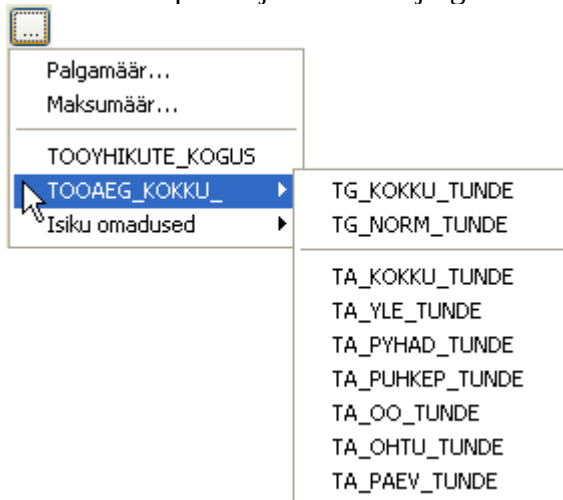 ...
Palgamäär...
Maksumäär...
TOOYHIKUTE_KOGUS
TOOAEG_KOKKU_
Isiku omadused
TG_KOKKU_TUNDE
TG_NORM_TUNDE
TA_KOKKU_TUNDE
TA_YLE_TUNDE
TA_PYHAD_TUNDE
TA_PUHKEP_TUNDE
TA_OO_TUNDE
TA_OHTU_TUNDE
TA_PAEV_TUNDE